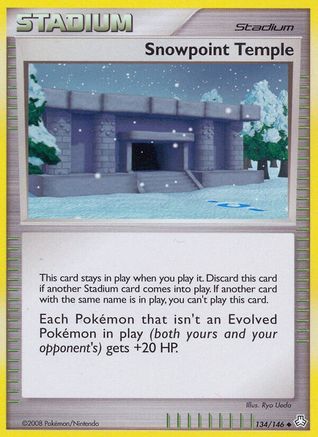 STADIUM
Stadium
Snowpoint Temple
This card stays in play when you play it. Discard this card
if another Stadium card comes into play. If another card
with the same name is in play, you can't play this card.
Each Pokémon that isn't an Evolved
Pokémon in play (both yours and your
opponent's) gets +20 HP.
Illus. Ryo Ueda
©2008 Pokémon/Nintendo
134/146 ◆